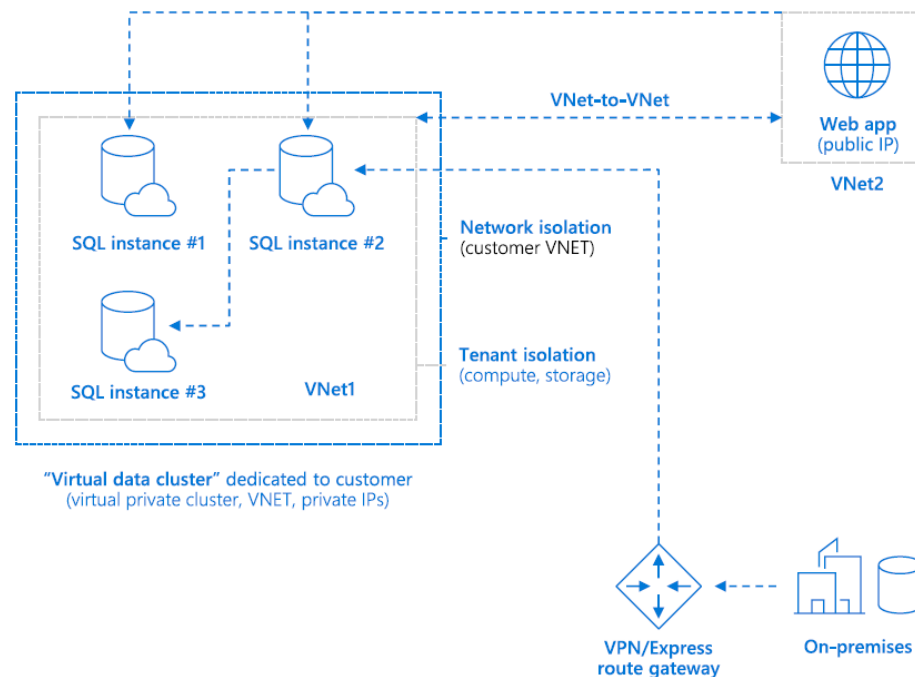 VNet-to-VNet
Web app
(public IP)
VNet2
SQL instance #1
SQL instance #2
Network isolation
(customer VNET)
SQL instance #3
VNet1
Tenant isolation
(compute, storage)
“Virtual data cluster” dedicated to customer
(virtual private cluster, VNET, private IPs)
VPN/Express
route gateway
On-premises